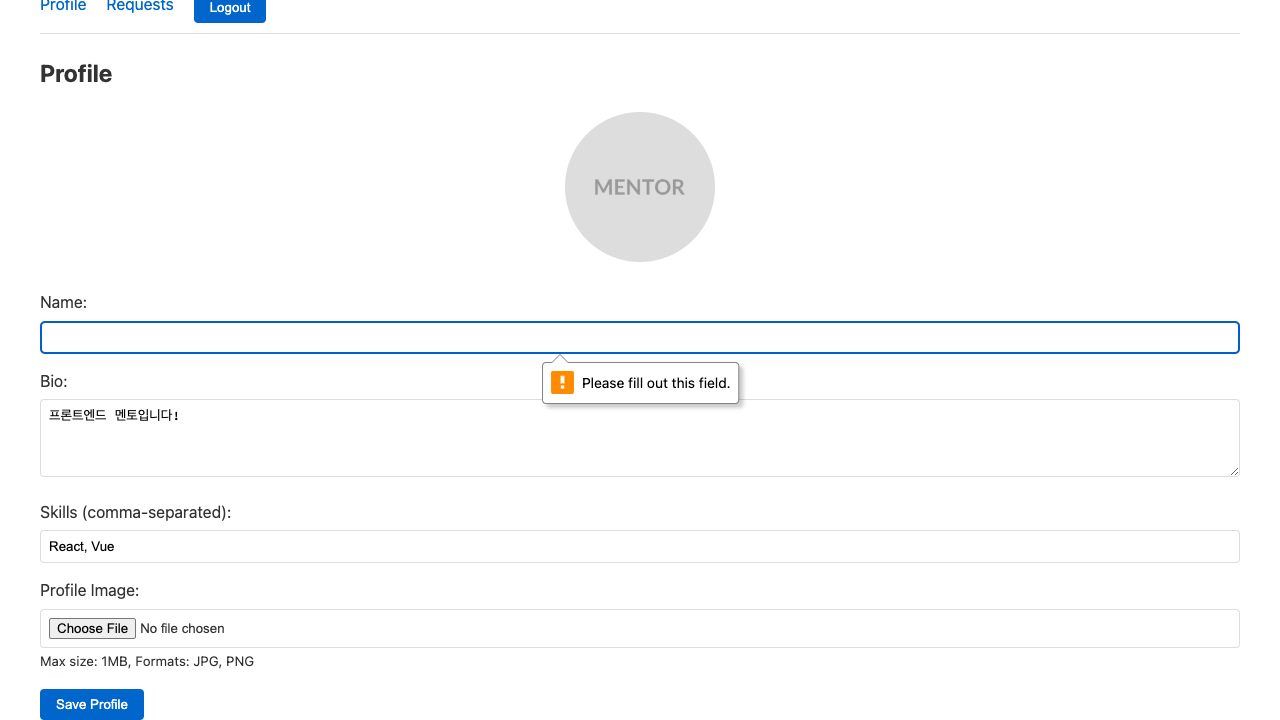 Profile Requests Logout
Profile
MENTOR
Name:
Please fill out this field.
Bio:
프론트엔드 멘토입니다!
Skills (comma-separated):
React, Vue
Profile Image:
Choose File No file chosen
Max size: 1MB, Formats: JPG, PNG
Save Profile